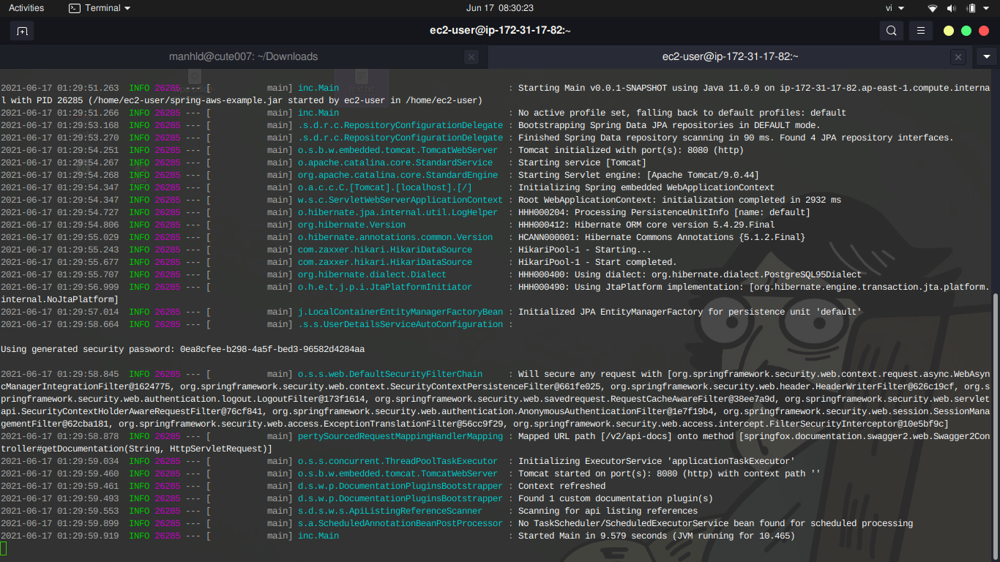 Activities Terminal Jun 17 08:30:23 vi
ec2-user@ip-172-31-17-82:~
manhld@cute007: ~/Downloads ec2-user@ip-172-31-17-82:~
2021-06-17 01:29:51.263  INFO 26285 --- [           main] inc.Main                                 : Starting Main v0.0.1-SNAPSHOT using Java 11.0.9 on ip-172-31-17-82.ap-east-1.compute.interna
l with PID 26285 (/home/ec2-user/spring-aws-example.jar started by ec2-user in /home/ec2-user)
2021-06-17 01:29:51.266  INFO 26285 --- [           main] inc.Main                                 : No active profile set, falling back to default profiles: default
2021-06-17 01:29:53.168  INFO 26285 --- [           main] .s.d.r.c.RepositoryConfigurationDelegate : Bootstrapping Spring Data JPA repositories in DEFAULT mode.
2021-06-17 01:29:53.270  INFO 26285 --- [           main] .s.d.r.c.RepositoryConfigurationDelegate : Finished Spring Data repository scanning in 90 ms. Found 4 JPA repository interfaces.
2021-06-17 01:29:54.251  INFO 26285 --- [           main] o.s.b.w.embedded.tomcat.TomcatWebServer  : Tomcat initialized with port(s): 8080 (http)
2021-06-17 01:29:54.267  INFO 26285 --- [           main] o.apache.catalina.core.StandardService   : Starting service [Tomcat]
2021-06-17 01:29:54.268  INFO 26285 --- [           main] org.apache.catalina.core.StandardEngine  : Starting Servlet engine: [Apache Tomcat/9.0.44]
2021-06-17 01:29:54.347  INFO 26285 --- [           main] o.a.c.c.C.[Tomcat].[localhost].[/]       : Initializing Spring embedded WebApplicationContext
2021-06-17 01:29:54.347  INFO 26285 --- [           main] w.s.c.ServletWebServerApplicationContext : Root WebApplicationContext: initialization completed in 2932 ms
2021-06-17 01:29:54.727  INFO 26285 --- [           main] o.hibernate.jpa.internal.util.LogHelper  : HHH000204: Processing PersistenceUnitInfo [name: default]
2021-06-17 01:29:54.806  INFO 26285 --- [           main] org.hibernate.Version                    : HHH000412: Hibernate ORM core version 5.4.29.Final
2021-06-17 01:29:55.029  INFO 26285 --- [           main] o.hibernate.annotations.common.Version   : HCANN000001: Hibernate Commons Annotations {5.1.2.Final}
2021-06-17 01:29:55.243  INFO 26285 --- [           main] com.zaxxer.hikari.HikariDataSource       : HikariPool-1 - Starting...
2021-06-17 01:29:55.677  INFO 26285 --- [           main] com.zaxxer.hikari.HikariDataSource       : HikariPool-1 - Start completed.
2021-06-17 01:29:55.707  INFO 26285 --- [           main] org.hibernate.dialect.Dialect            : HHH000400: Using dialect: org.hibernate.dialect.PostgreSQL95Dialect
2021-06-17 01:29:56.999  INFO 26285 --- [           main] o.h.e.t.j.p.i.JtaPlatformInitiator       : HHH000490: Using JtaPlatform implementation: [org.hibernate.engine.transaction.jta.platform.
internal.NoJtaPlatform]
2021-06-17 01:29:57.014  INFO 26285 --- [           main] j.LocalContainerEntityManagerFactoryBean : Initialized JPA EntityManagerFactory for persistence unit 'default'
2021-06-17 01:29:58.664  INFO 26285 --- [           main] .s.s.UserDetailsServiceAutoConfiguration :
Using generated security password: 0ea8cfee-b298-4a5f-bed3-96582d4284aa
2021-06-17 01:29:58.845  INFO 26285 --- [           main] o.s.s.web.DefaultSecurityFilterChain     : Will secure any request with [org.springframework.security.web.context.request.async.WebAsyn
cManagerIntegrationFilter@1624775, org.springframework.security.web.context.SecurityContextPersistenceFilter@661fe025, org.springframework.security.web.header.HeaderWriterFilter@626c19cf, org.s
pringframework.security.web.authentication.logout.LogoutFilter@173f1614, org.springframework.security.web.savedrequest.RequestCacheAwareFilter@38ee7a9d, org.springframework.security.web.servlet
api.SecurityContextHolderAwareRequestFilter@76cf841, org.springframework.security.web.authentication.AnonymousAuthenticationFilter@1e7f19b4, org.springframework.security.web.session.SessionMana
gementFilter@62cba181, org.springframework.security.web.access.ExceptionTranslationFilter@56cc9f29, org.springframework.security.web.access.intercept.FilterSecurityInterceptor@10e5bf9c]
2021-06-17 01:29:58.878  INFO 26285 --- [           main] pertySourcedRequestMappingHandlerMapping : Mapped URL path [/v2/api-docs] onto method [springfox.documentation.swagger2.web.Swagger2Con
troller#getDocumentation(String, HttpServletRequest)]
2021-06-17 01:29:59.034  INFO 26285 --- [           main] o.s.s.concurrent.ThreadPoolTaskExecutor  : Initializing ExecutorService 'applicationTaskExecutor'
2021-06-17 01:29:59.460  INFO 26285 --- [           main] o.s.b.w.embedded.tomcat.TomcatWebServer  : Tomcat started on port(s): 8080 (http) with context path ''
2021-06-17 01:29:59.461  INFO 26285 --- [           main] d.s.w.p.DocumentationPluginsBootstrapper : Context refreshed
2021-06-17 01:29:59.493  INFO 26285 --- [           main] d.s.w.p.DocumentationPluginsBootstrapper : Found 1 custom documentation plugin(s)
2021-06-17 01:29:59.553  INFO 26285 --- [           main] s.d.s.w.s.ApiListingReferenceScanner     : Scanning for api listing references
2021-06-17 01:29:59.899  INFO 26285 --- [           main] s.a.ScheduledAnnotationBeanPostProcessor : No TaskScheduler/ScheduledExecutorService bean found for scheduled processing
2021-06-17 01:29:59.919  INFO 26285 --- [           main] inc.Main                                 : Started Main in 9.579 seconds (JVM running for 10.465)